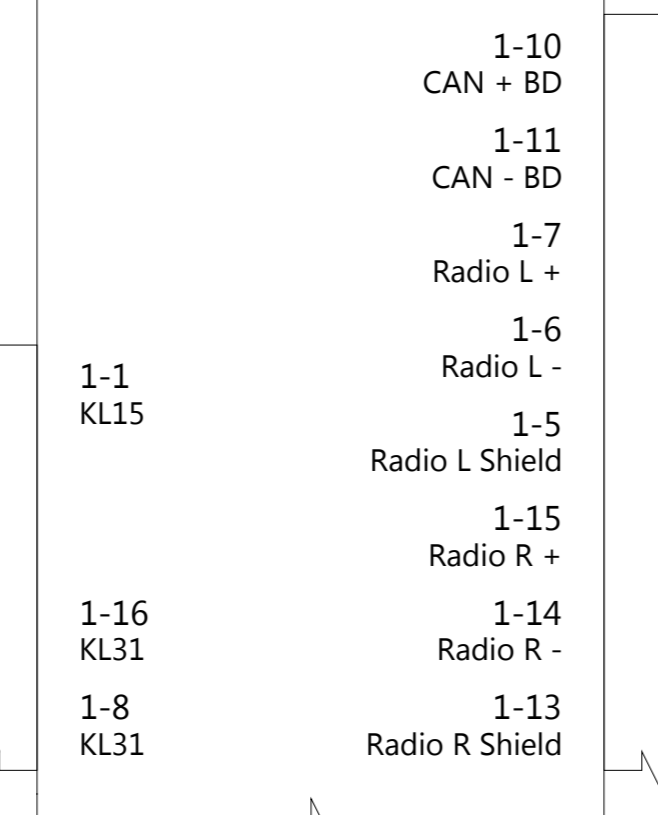 1-10
CAN + BD
1-11
CAN - BD
1-7
Radio L +
1-6
Radio L -
1-5
Radio L Shield
1-15
Radio R +
1-14
Radio R -
1-13
Radio R Shield
1-1
KL15
1-16
KL31
1-8
KL31